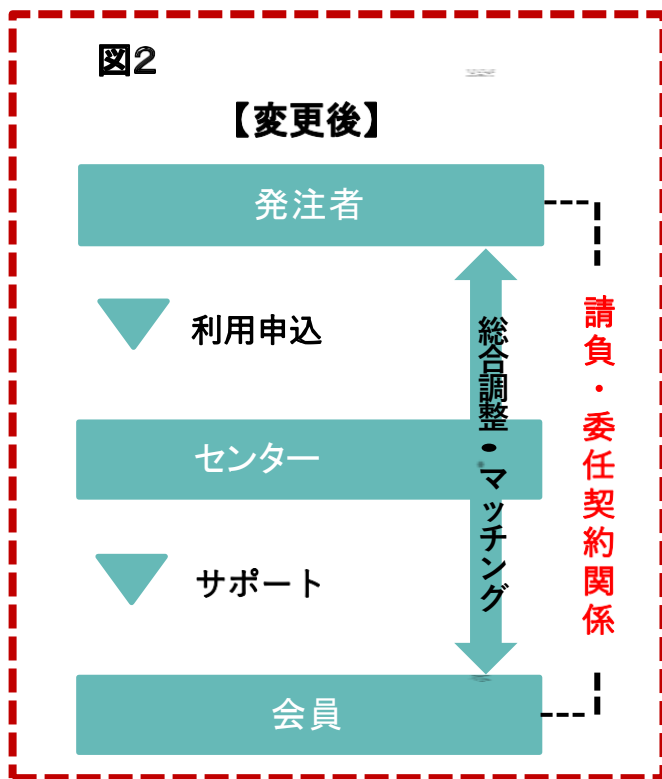 図2
【変更後】
発注者
利用申込
総合調整・マッチング
請負・委任契約関係
センター
サポート
会員